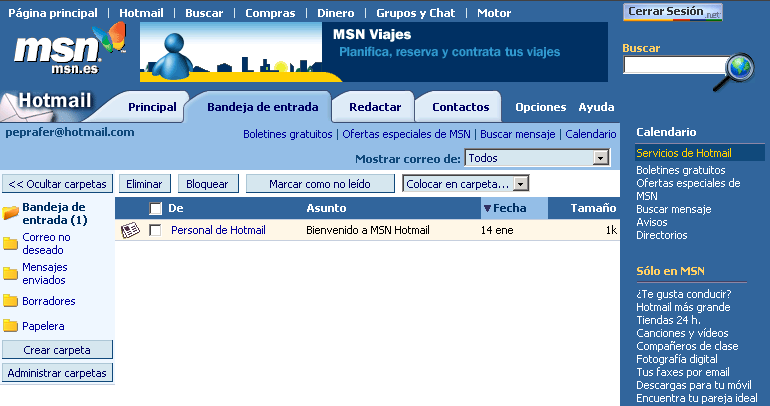 Página principal | Hotmail | Buscar | Compras | Dinero | Grupos y Chat | Motor
Cerrar Sesión .net
msn
msn.es
MSN Viajes
Planifica, reserva y contrata tus viajes
Buscar
Hotmail
Principal
Bandeja de entrada
Redactar
Contactos
Opciones
Ayuda
peprafer@hotmail.com
Boletines gratuitos | Ofertas especiales de MSN | Buscar mensaje | Calendario
Mostrar correo de: Todos
<< Ocultar carpetas
Eliminar
Bloquear
Marcar como no leído
Colocar en carpeta...
Bandeja de
entrada (1)
Correo no
deseado
Mensajes
enviados
Borradores
Papelera
Crear carpeta
Administrar carpetas
De Asunto Fecha Tamaño
Personal de Hotmail Bienvenido a MSN Hotmail 14 ene 1k
Calendario
Servicios de Hotmail
Boletines gratuitos
Ofertas especiales de
MSN
Buscar mensaje
Avisos
Directorios
Sólo en MSN
¿Te gusta conducir?
Hotmail más grande
Tiendas 24 h.
Canciones y vídeos
Compañeros de clase
Fotografía digital
Tus faxes por email
Descargas para tu móvil
Encuentra tu pareja ideal